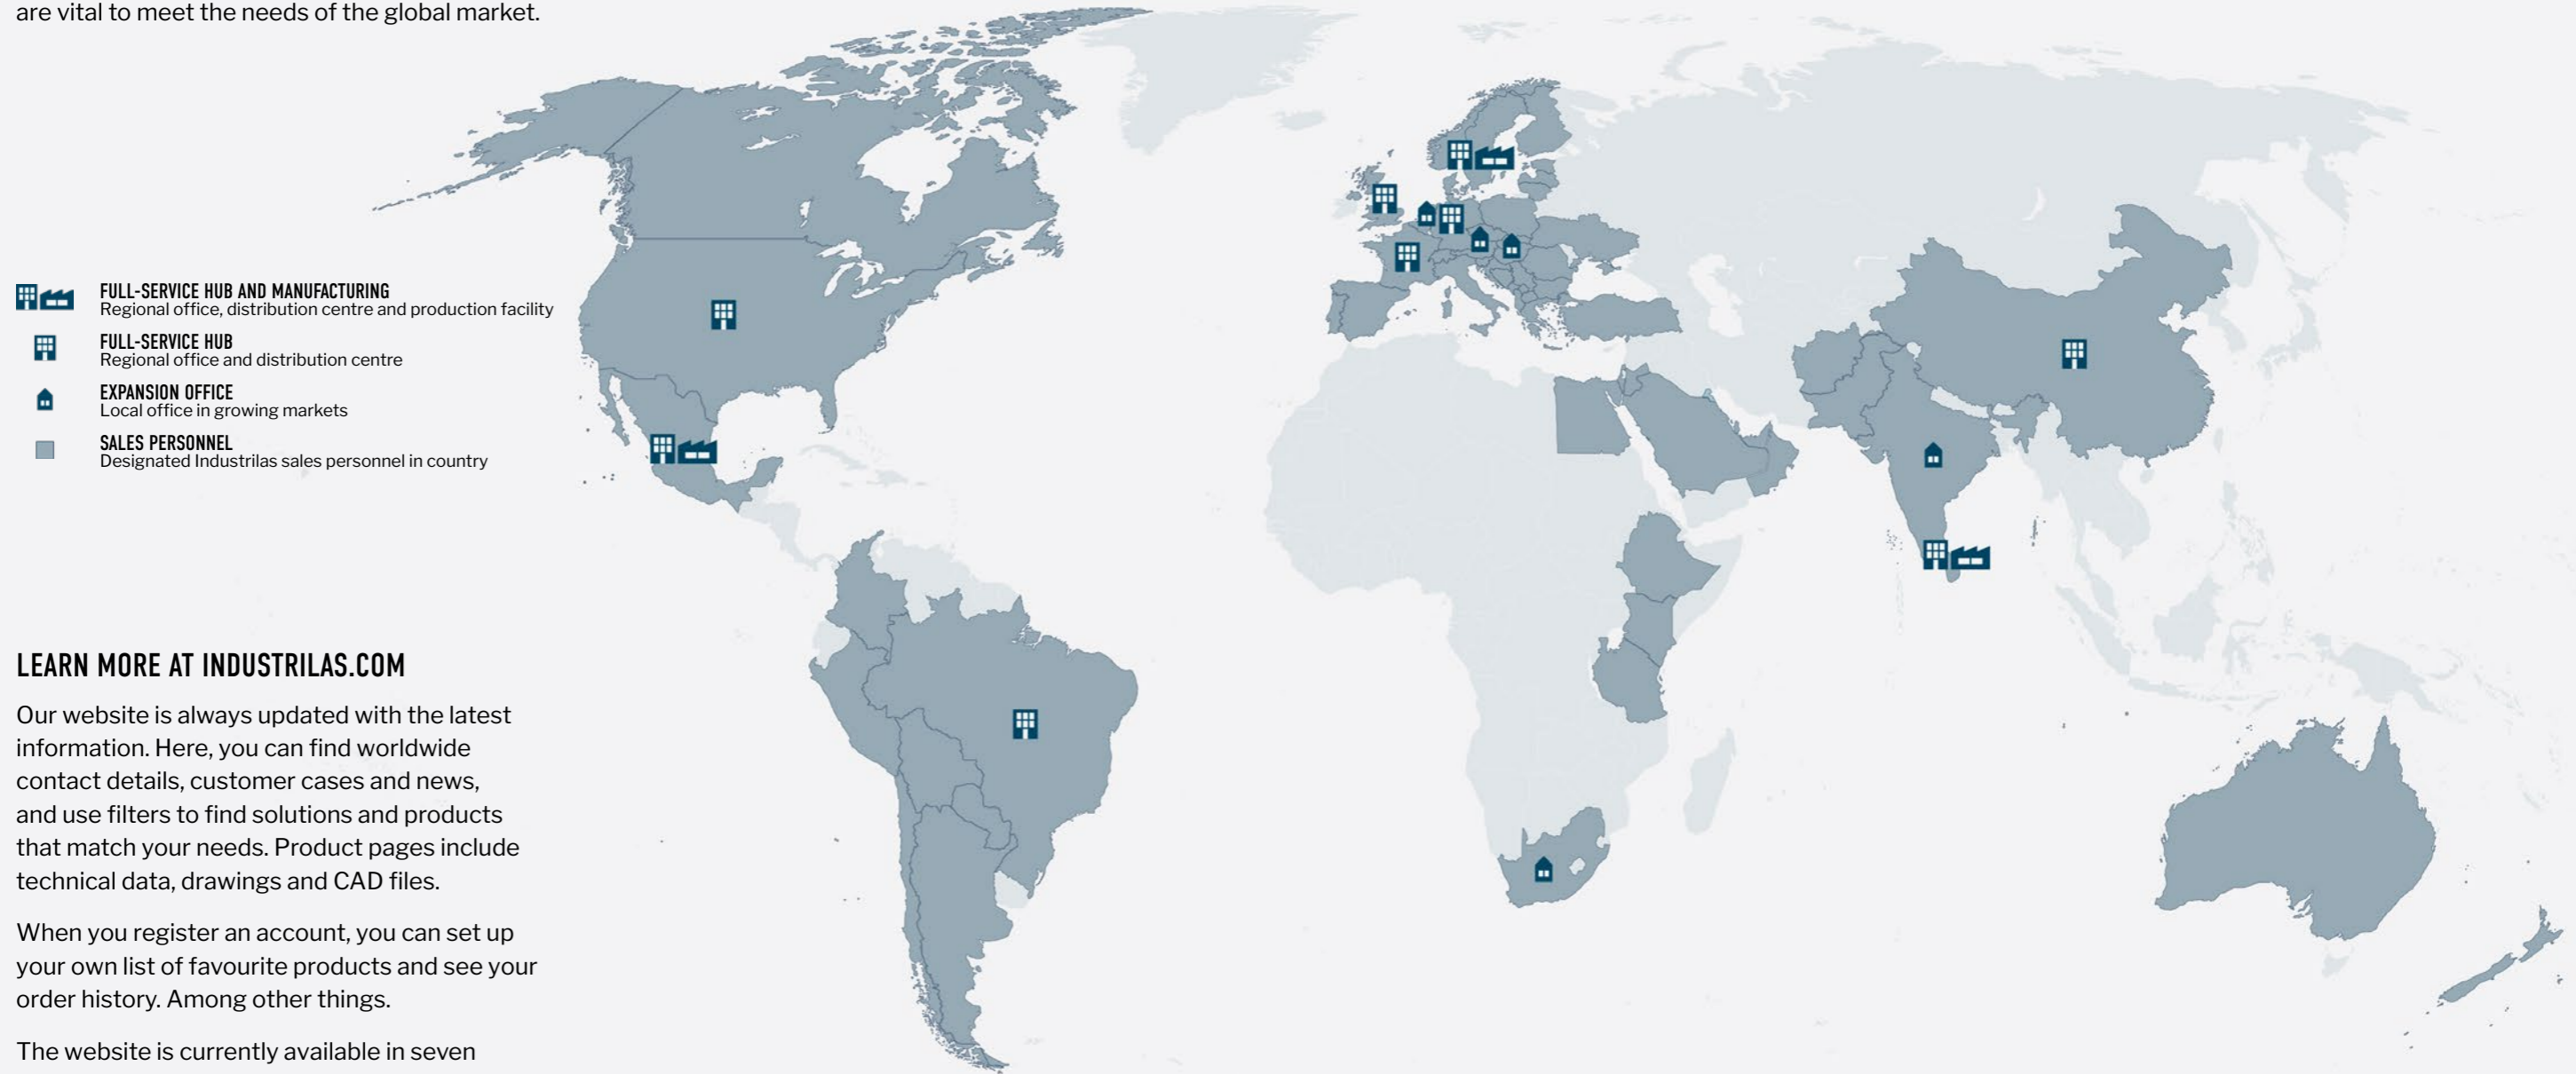 are vital to meet the needs of the global market.
FULL-SERVICE HUB AND MANUFACTURING
Regional office, distribution centre and production facility
FULL-SERVICE HUB
Regional office and distribution centre
EXPANSION OFFICE
Local office in growing markets
SALES PERSONNEL
Designated Industrilas sales personnel in country
LEARN MORE AT INDUSTRILAS.COM
Our website is always updated with the latest
information. Here, you can find worldwide
contact details, customer cases and news,
and use filters to find solutions and products
that match your needs. Product pages include
technical data, drawings and CAD files.
When you register an account, you can set up
your own list of favourite products and see your
order history. Among other things.
The website is currently available in seven